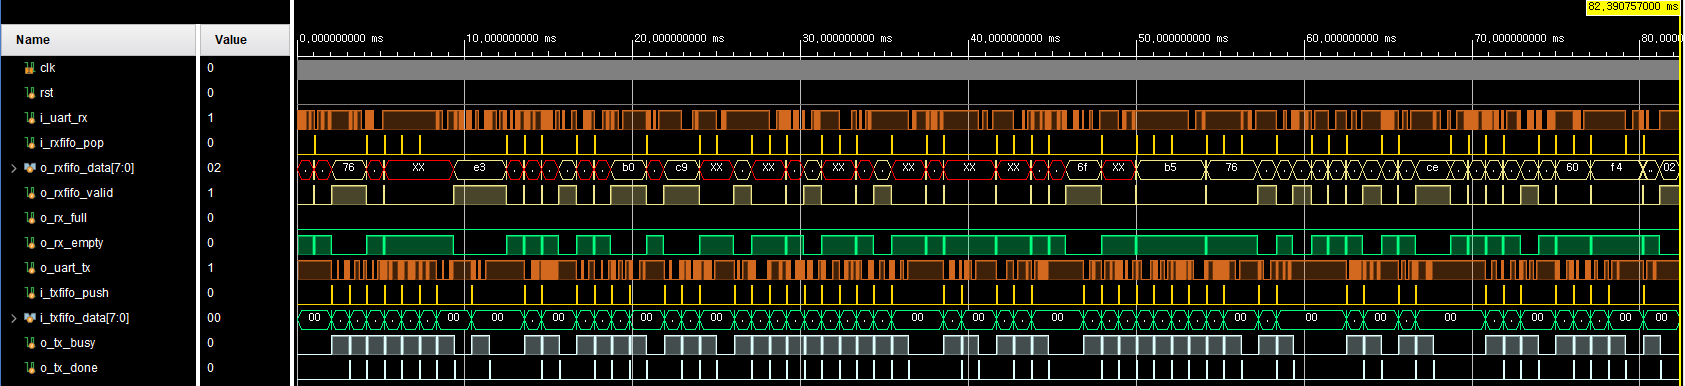 82,390757000 ms
Name Value 0,000000000 ms 10,000000000 ms 20,000000000 ms 30,000000000 ms 40,000000000 ms 50,000000000 ms 60,000000000 ms 70,000000000 ms 80,0000
clk 0
rst 0
i_uart_rx 1
i_rxfifo_pop 0
o_rxfifo_data[7:0] 02 76 XX e3 b0 c9 XX XX XX XX 6f XX b5 76 ce 60 f4 02
o_rxfifo_valid 1
o_rx_full 0
o_rx_empty 0
o_uart_tx 1
i_txfifo_push 0
i_txfifo_data[7:0] 00 00 00 00 00 00 00 00 00 00 00 00 00 00 00 00
o_tx_busy 0
o_tx_done 0